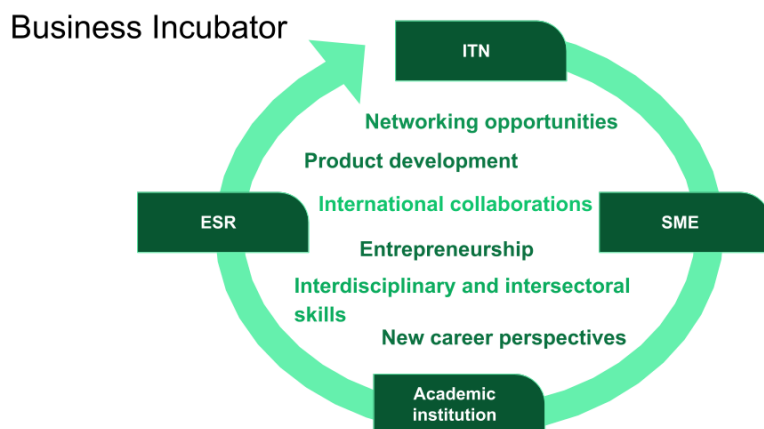 Business Incubator
ITN
Networking opportunities
Product development
International collaborations
ESR
SME
Entrepreneurship
Interdisciplinary and intersectoral
skills
New career perspectives
Academic
institution